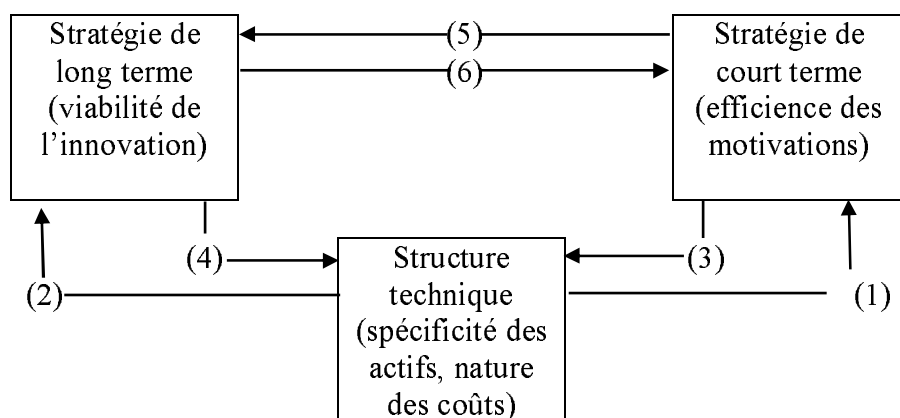 Stratégie de
long terme
(viabilité de
l'innovation)
(5)
(6)
Stratégie de
court terme
(efficience des
motivations)
(4)
(3)
(2)
(1)
Structure
technique
(spécificité des
actifs, nature
des coûts)